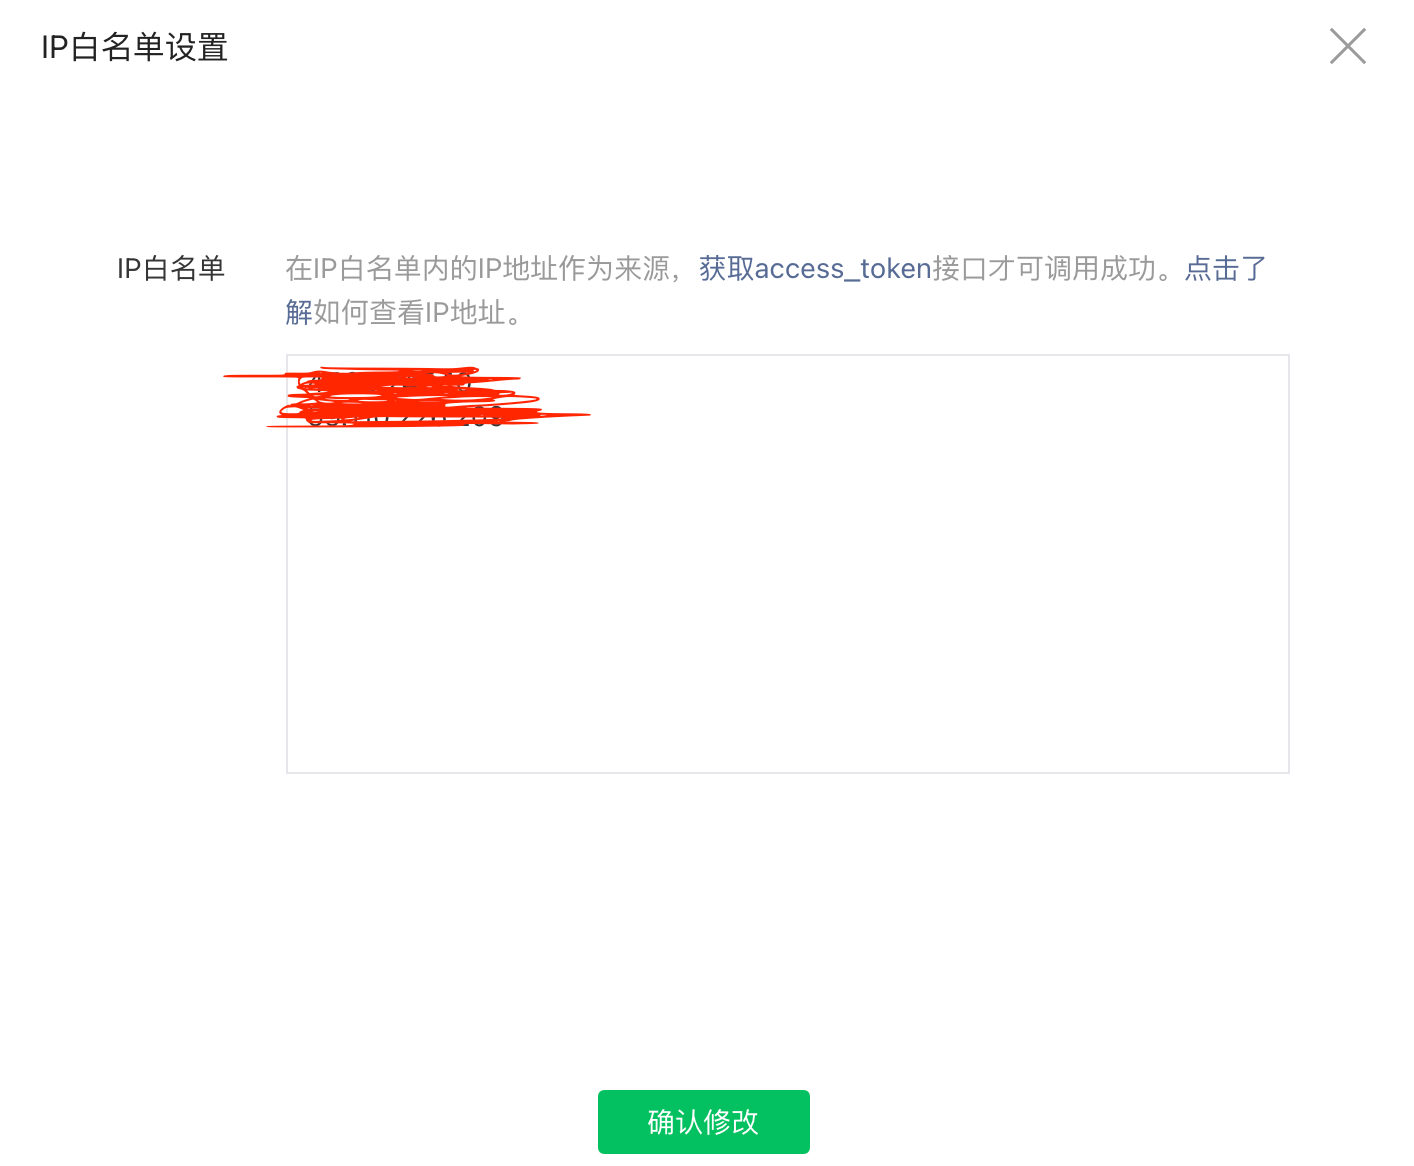 IP白名单设置
IP白名单
在IP白名单内的IP地址作为来源，获取access_token接口才可调用成功。点击了
解如何查看IP地址。
确认修改